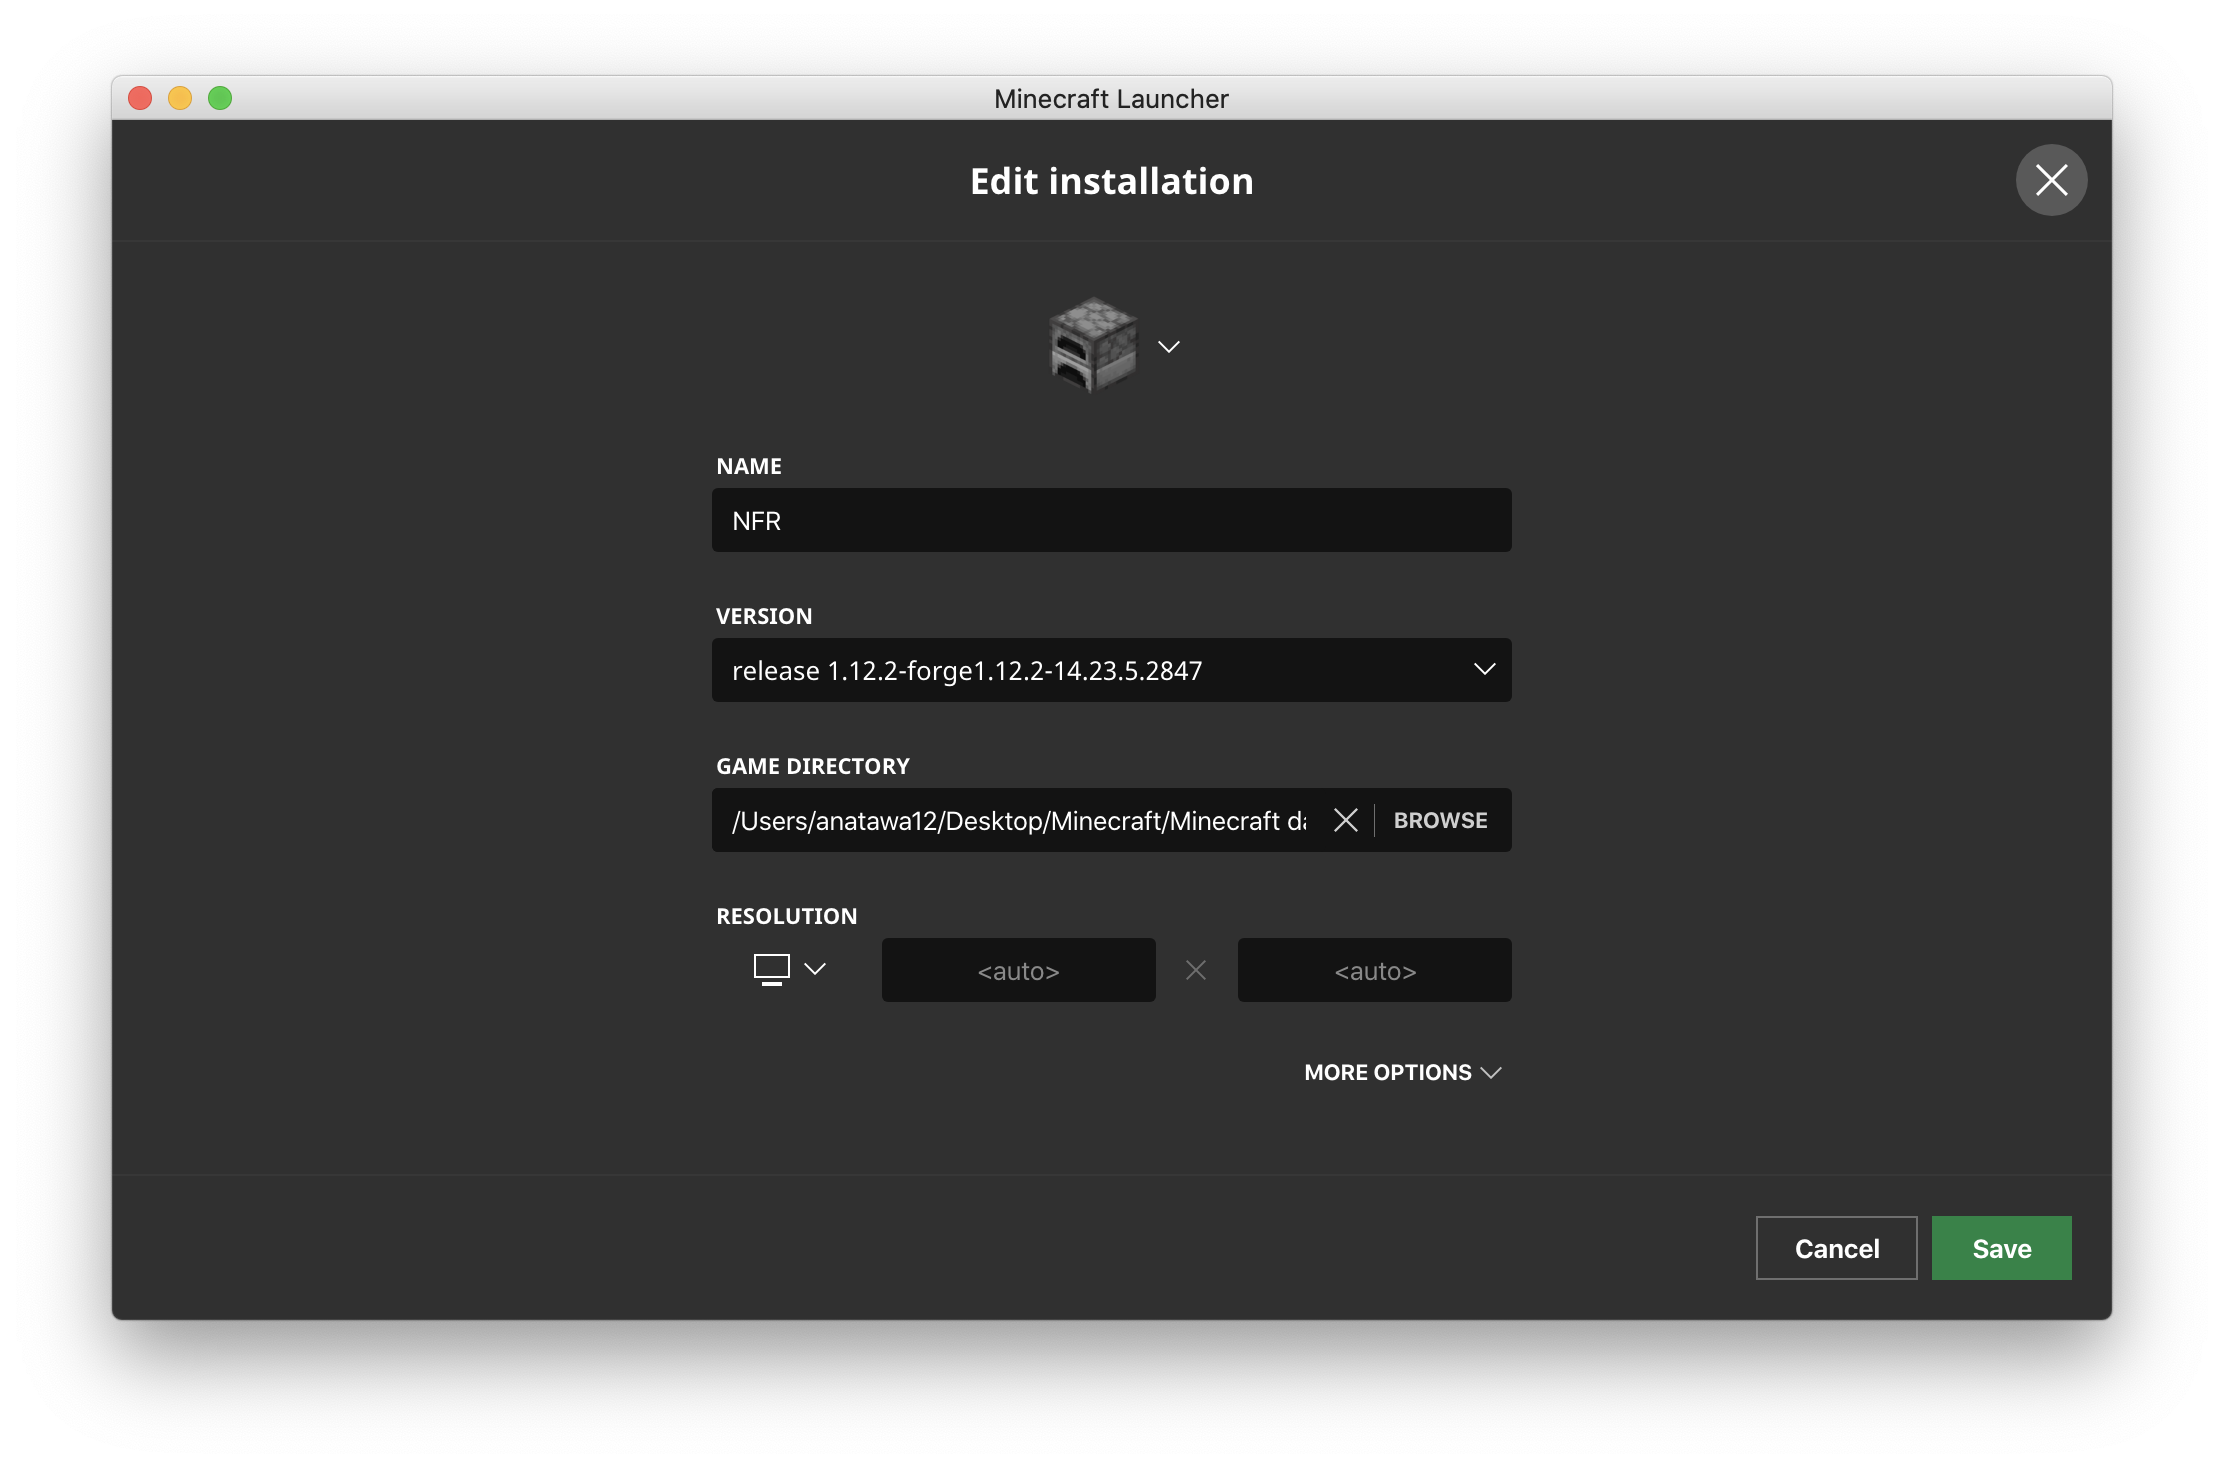 Minecraft Launcher
Edit installation
NAME
NFR
VERSION
release 1.12.2-forge1.12.2-14.23.5.2847
GAME DIRECTORY
/Users/anatawa12/Desktop/Minecraft/Minecraft
BROWSE
RESOLUTION
<auto>
<auto>
MORE OPTIONS
Cancel
Save